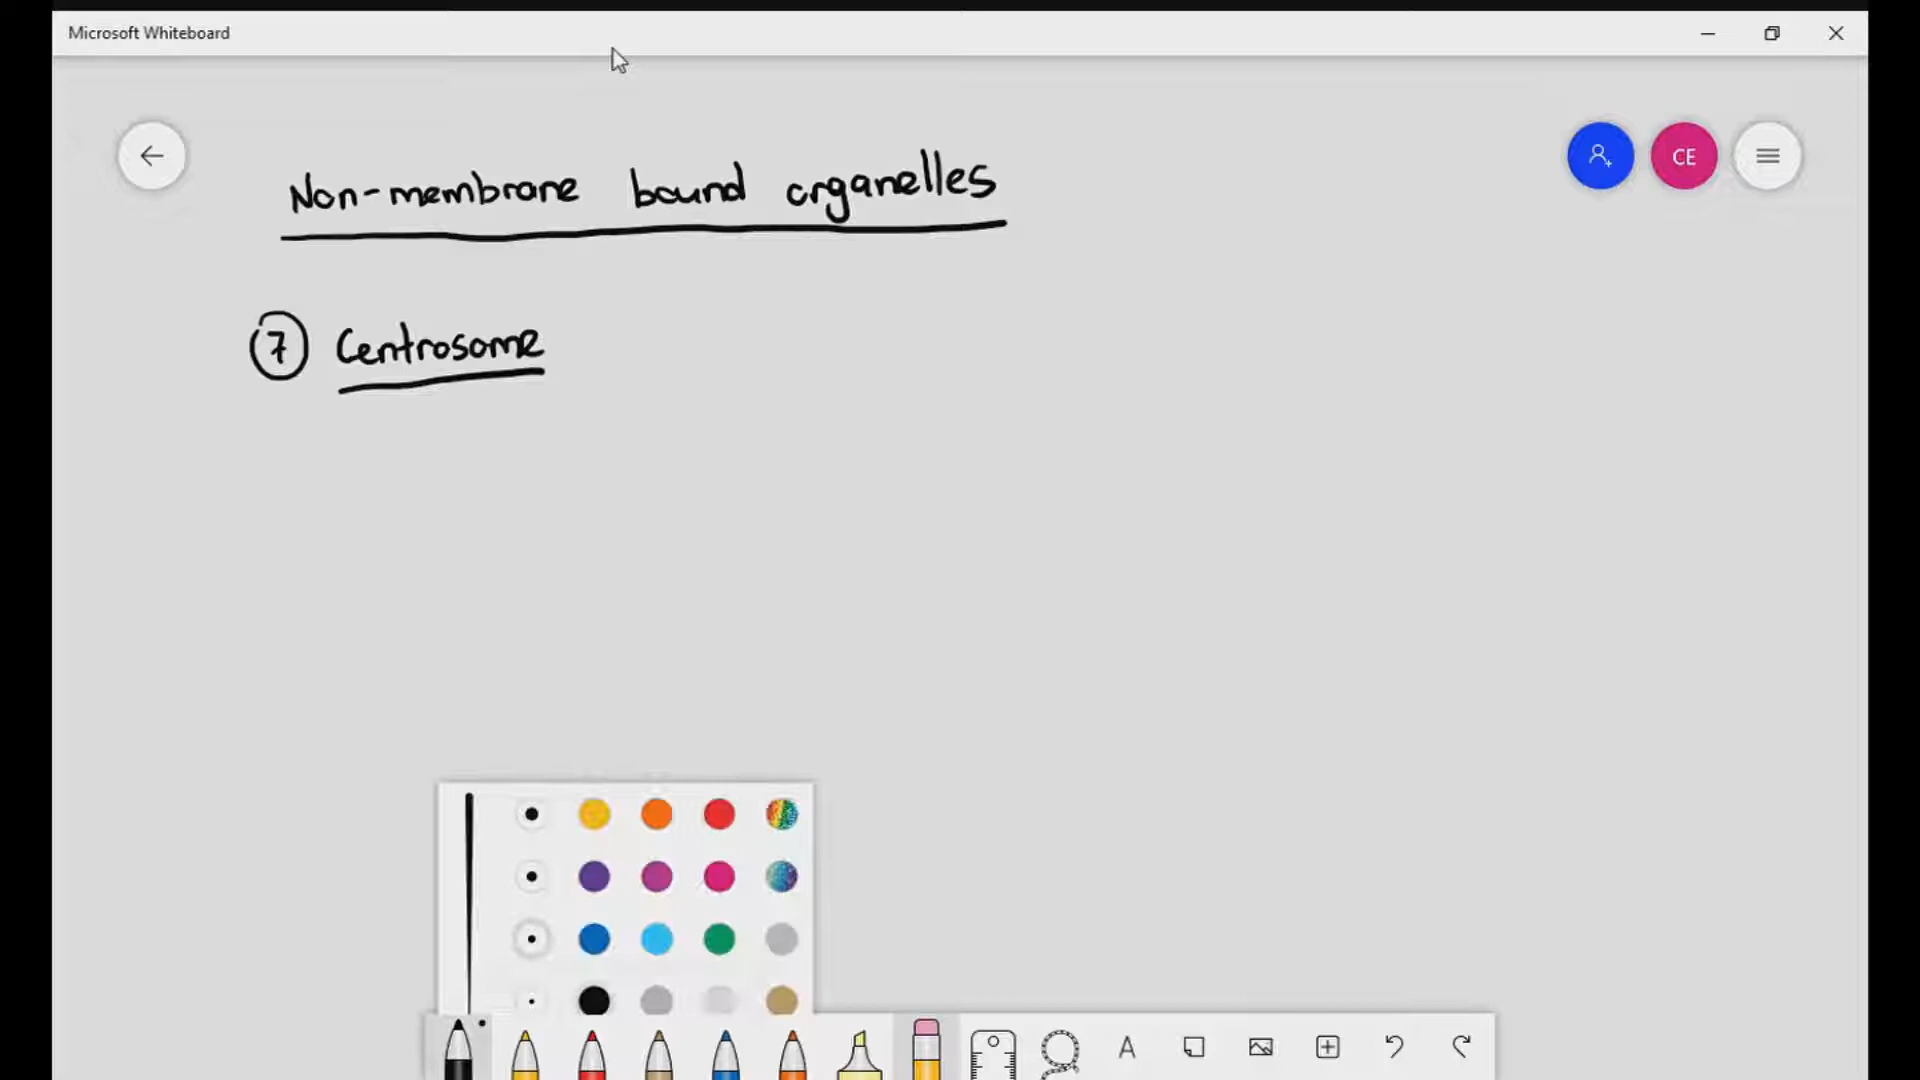 Microsoft Whiteboard
CE
Non-membrane bound organelles
7 Centrosome
A